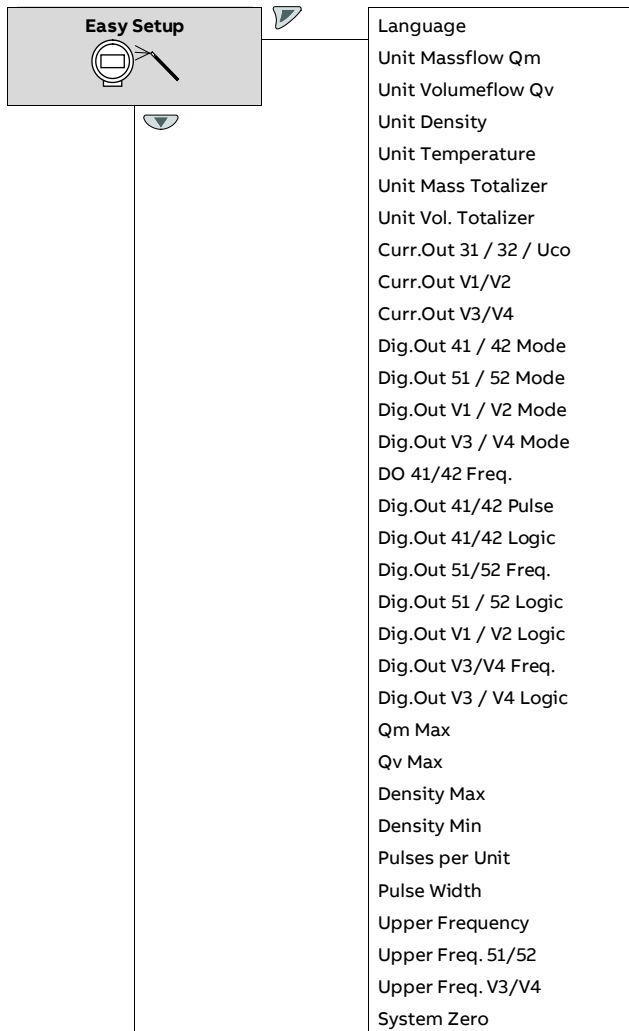 Easy Setup
Language
Unit Massflow Qm
Unit Volumeflow Qv
Unit Density
Unit Temperature
Unit Mass Totalizer
Unit Vol. Totalizer
Curr.Out 31 / 32 / Uco
Curr.Out V1/V2
Curr.Out V3/V4
Dig.Out 41 / 42 Mode
Dig.Out 51 / 52 Mode
Dig.Out V1 / V2 Mode
Dig.Out V3 / V4 Mode
DO 41/42 Freq.
Dig.Out 41/42 Pulse
Dig.Out 41/42 Logic
Dig.Out 51/52 Freq.
Dig.Out 51 / 52 Logic
Dig.Out V1 / V2 Logic
Dig.Out V3/V4 Freq.
Dig.Out V3 / V4 Logic
Qm Max
Qv Max
Density Max
Density Min
Pulses per Unit
Pulse Width
Upper Frequency
Upper Freq. 51/52
Upper Freq. V3/V4
System Zero